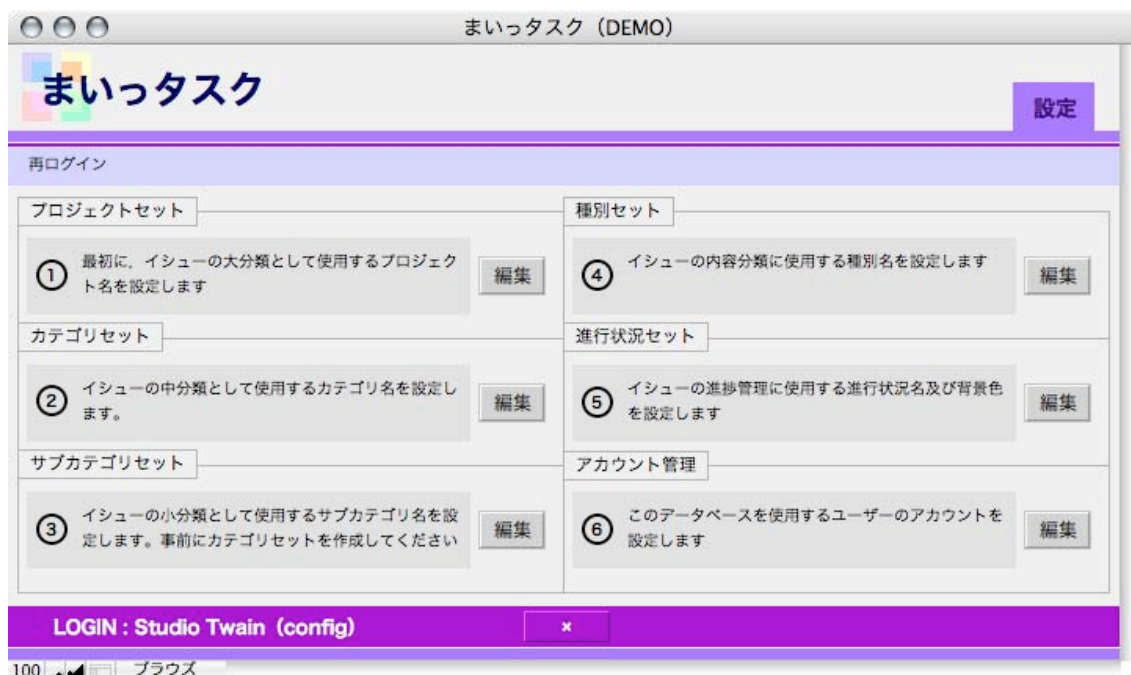 まいっタスク（DEMO）
まいっタスク
設定
再ログイン
プロジェクトセット
① 最初に，イシューの大分類として使用するプロジェク
ト名を設定します
編集
カテゴリセット
② イシューの中分類として使用するカテゴリ名を設定し
ます。
編集
サブカテゴリセット
③ イシューの小分類として使用するサブカテゴリ名を設
定します。事前にカテゴリセットを作成してください
編集
種別セット
④ イシューの内容分類に使用する種別名を設定します
編集
進行状況セット
⑤ イシューの進捗管理に使用する進行状況名及び背景色
を設定します
編集
アカウント管理
⑥ このデータベースを使用するユーザーのアカウントを
設定します
編集
LOGIN : Studio Twain（config）
×
100 ブラウズ